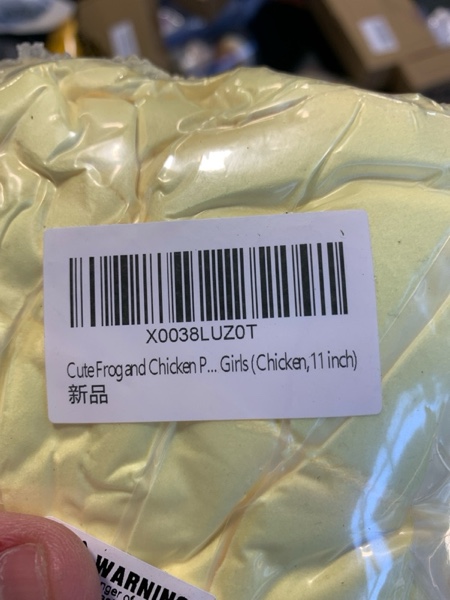 X0038LUZ0T
Cute Frog and Chicken P... Girls (Chicken, 11 inch)
新品
WARNING